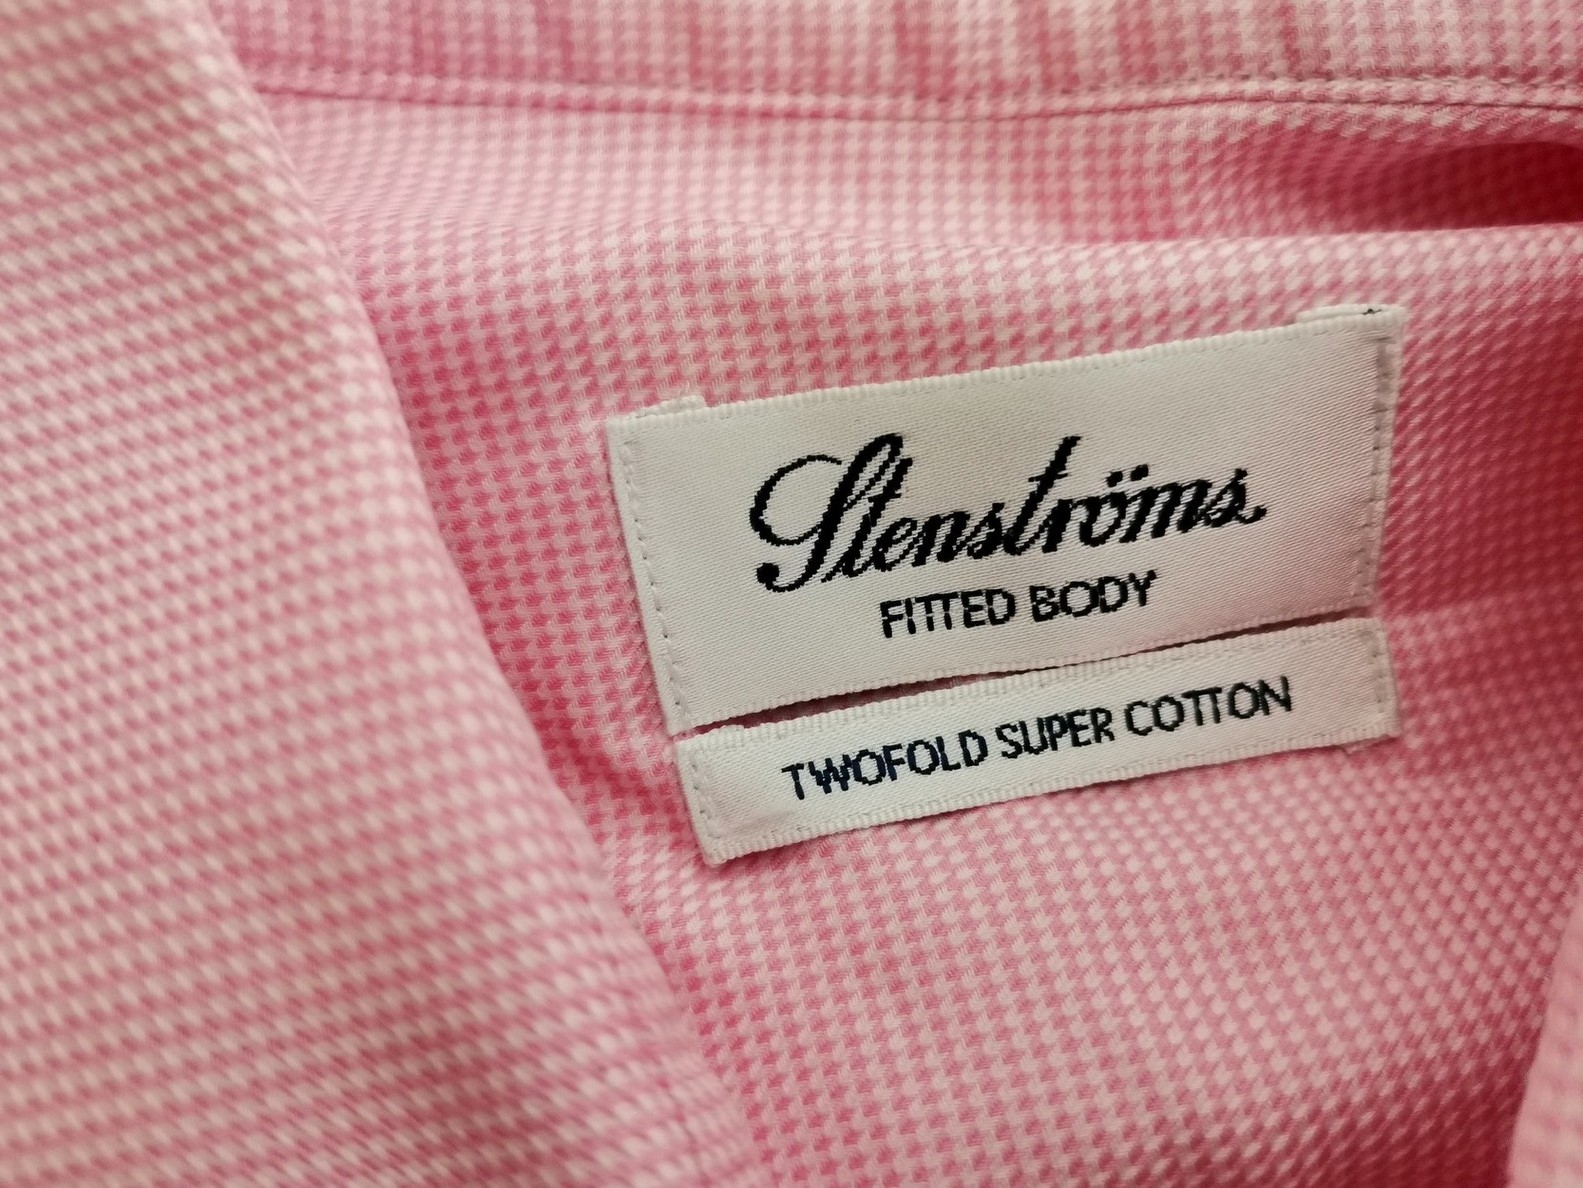 Stenströms
FITTED BODY
TWOFOLD SUPER COTTON